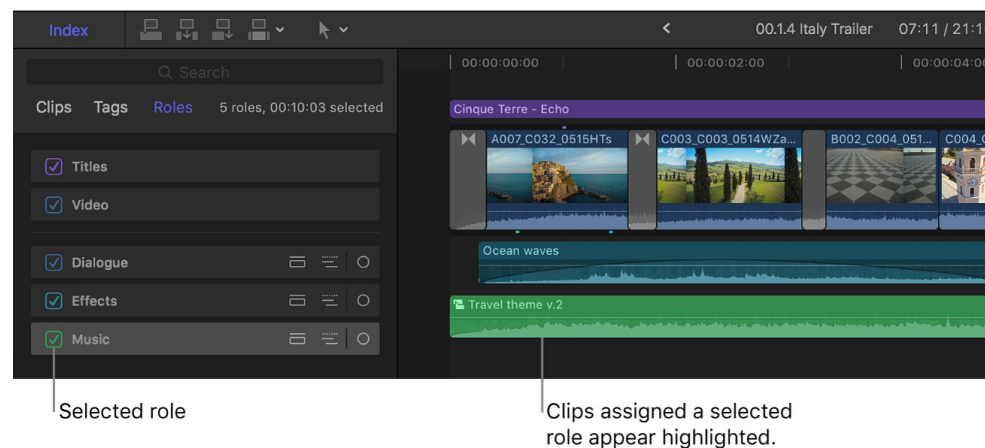 Index
00.1.4 Italy Trailer
07:11 / 21:1
Search
00:00:00:00
00:00:02:00
00:00:04:0
Clips
Tags
Roles
5 roles, 00:10:03 selected
Cinque Terre - Echo
A007_C032_0515HTs
C003_C003_0514WZa...
B002_C004_051...
C004_
Titles
Video
Ocean waves
Dialogue
Effects
Travel theme v.2
Music
Selected role
Clips assigned a selected
role appear highlighted.